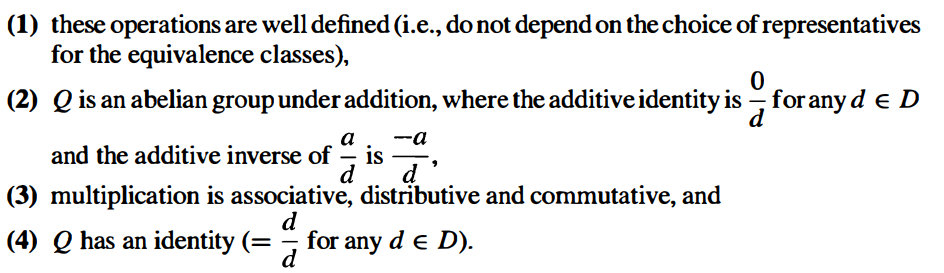 (1) these operations are well defined (i.e., do not depend on the choice of representatives
for the equivalence classes),
(2) Q is an abelian group under addition, where the additive identity is 0/d for any d ∈ D
and the additive inverse of a/d is −a/d,
(3) multiplication is associative, distributive and commutative, and
(4) Q has an identity (= d/d for any d ∈ D).